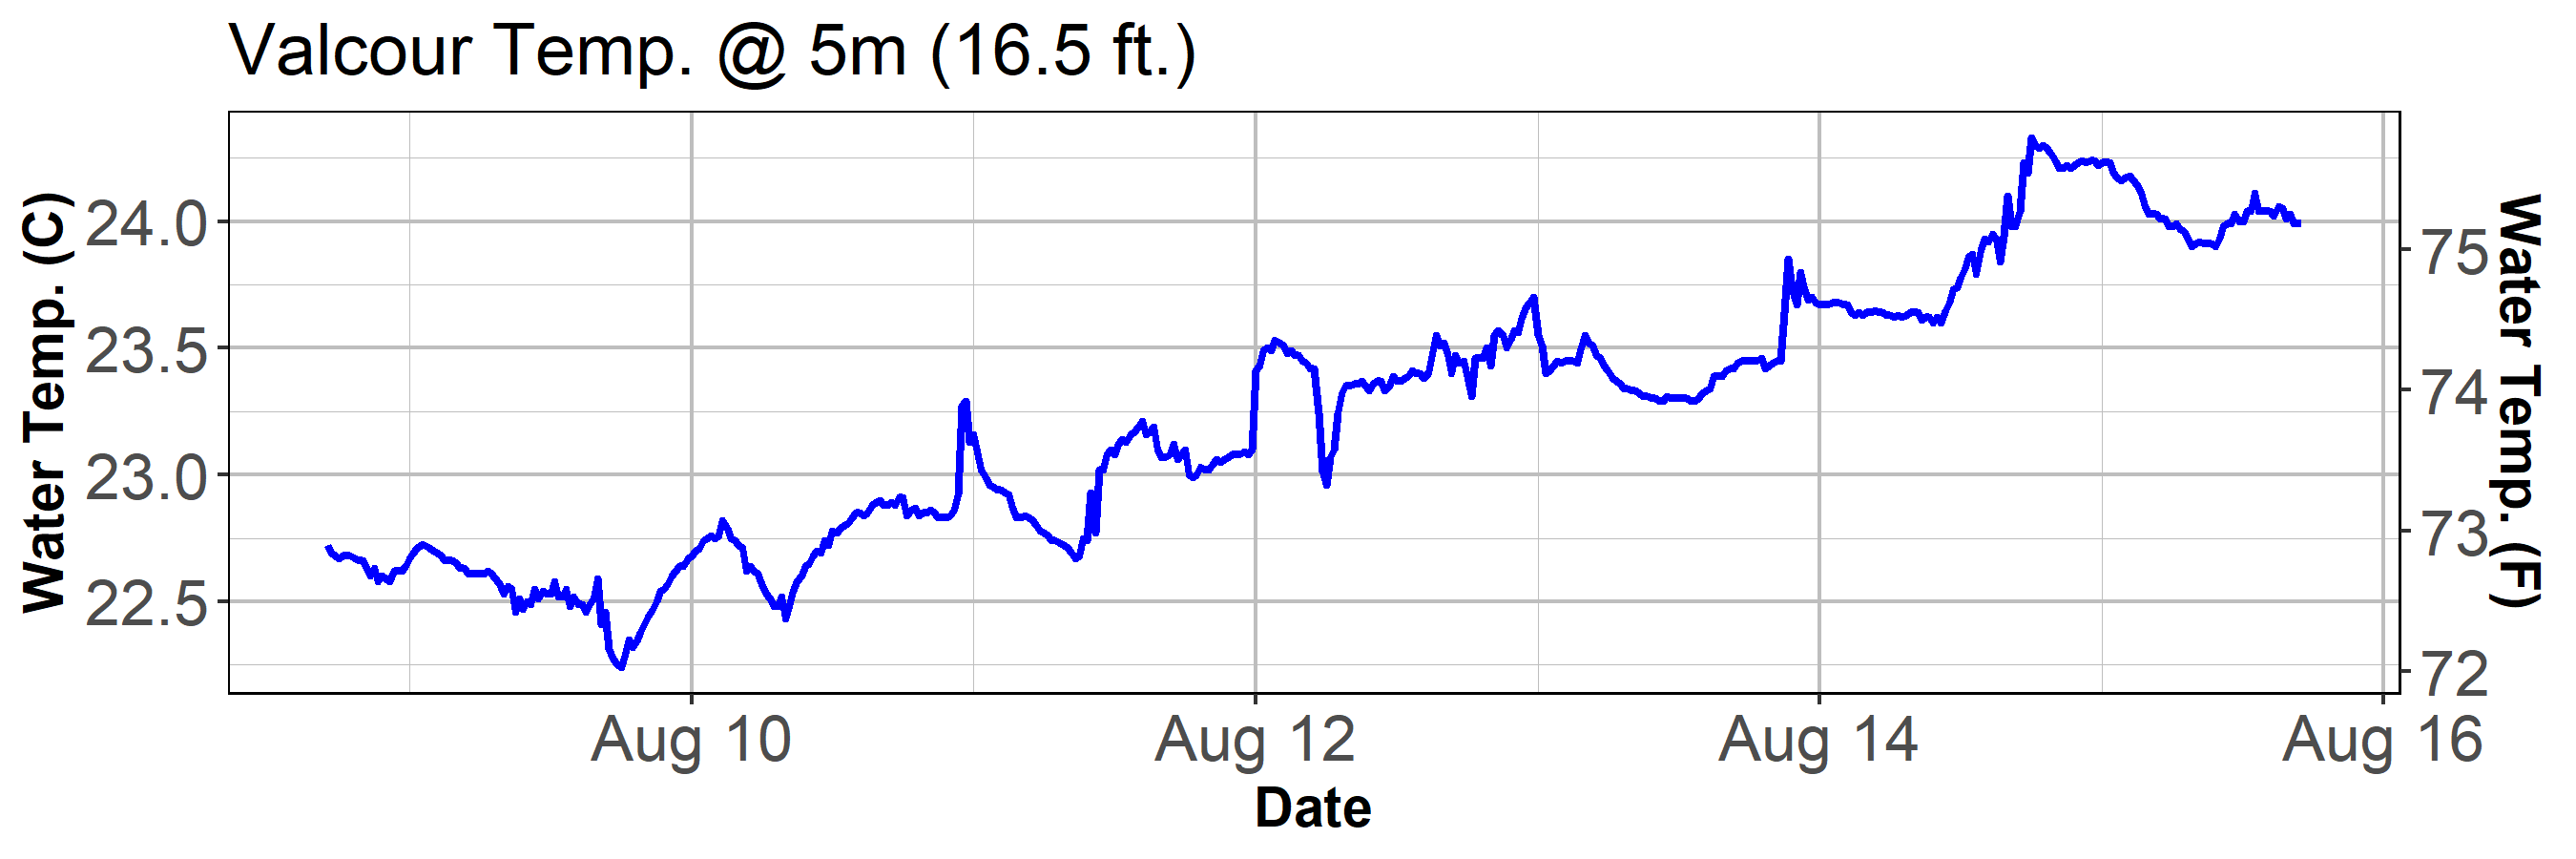 Valcour Temp. @ 5m (16.5 ft.)
Water Temp. (C)
24.0
23.5
23.0
22.5
75
74
73
72
Water Temp. (F)
Aug 10
Aug 12
Aug 14
Aug 16
Date